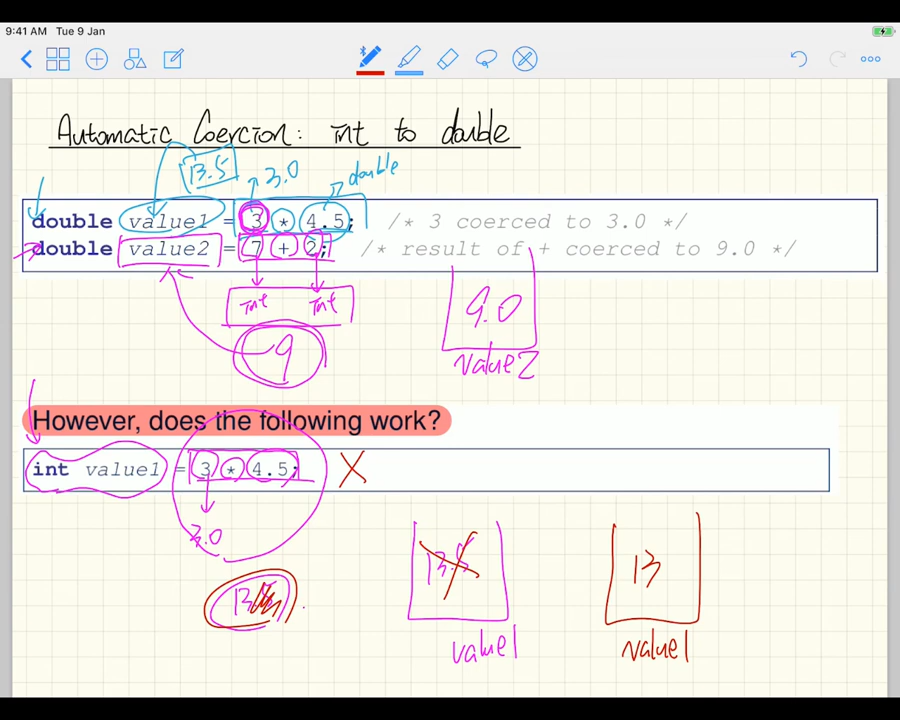 9:41 AM Tue 9 Jan
Automatic Coercion: int to double
13.5 3.0 double
double value1 = 3 * 4.5; /* 3 coerced to 3.0 */
double value2 = 7 + 2; /* result of + coerced to 9.0 */
int int
9.0
9
value2
However, does the following work?
int value1 = 3 * 4.5; X
3.0
13.5 13
13
value1 value1